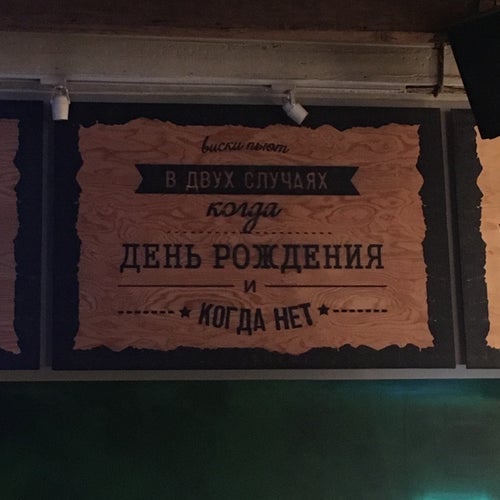 виски пьют
В ДВУХ СЛУЧАЯХ
когда
ДЕНЬ РОЖДЕНИЯ
И
КОГДА НЕТ